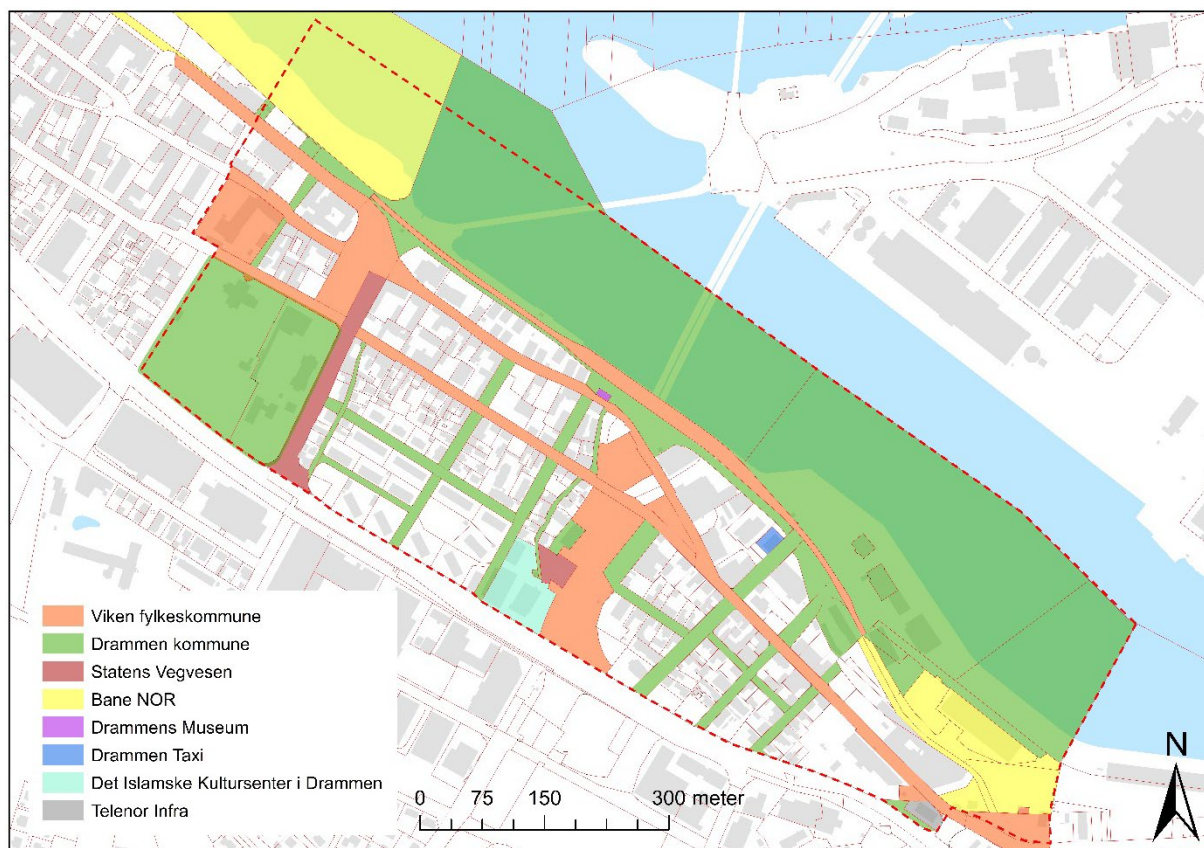 Viken fylkeskommune
Drammen kommune
Statens Vegvesen
Bane NOR
Drammens Museum
Drammen Taxi
Det Islamske Kultursenter i Drammen
Telenor Infra
0 75 150 300 meter
N